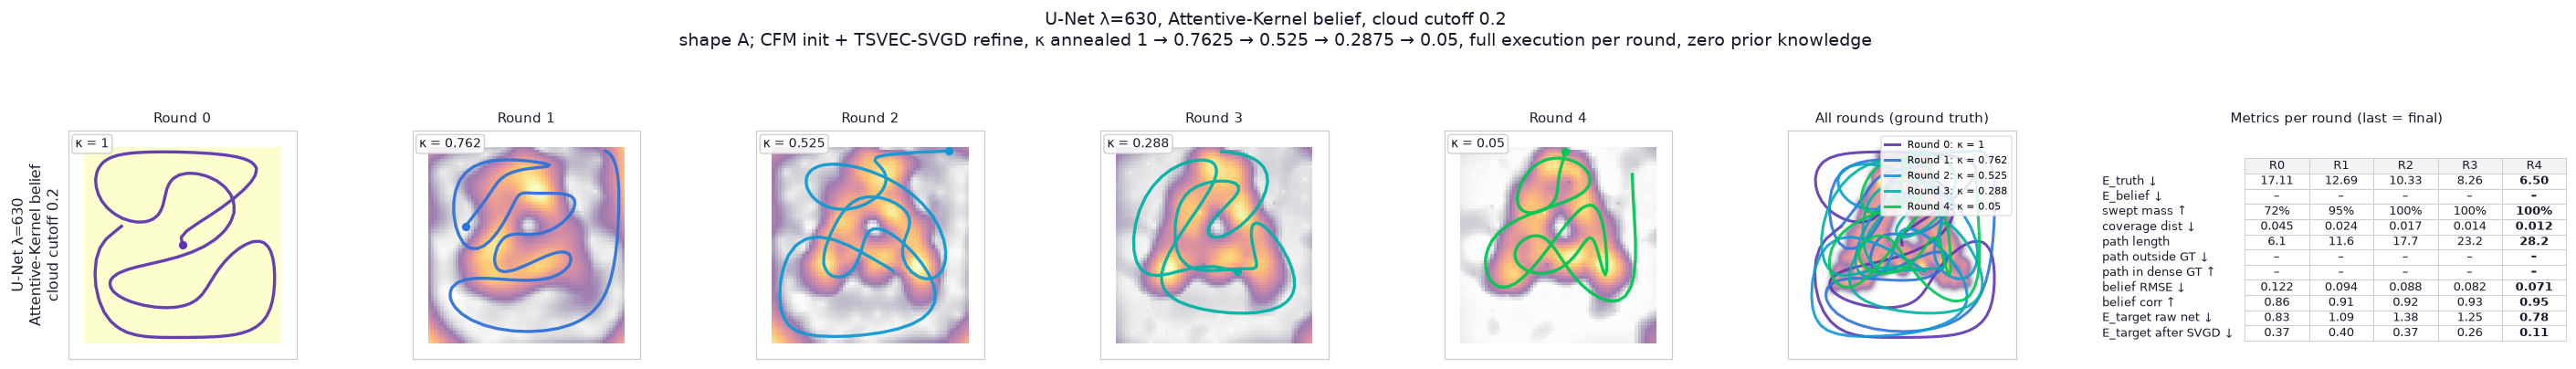 U-Net λ=630, Attentive-Kernel belief, cloud cutoff 0.2
shape A; CFM init + TSVEC-SVGD refine, κ annealed 1 → 0.7625 → 0.525 → 0.2875 → 0.05, full execution per round, zero prior knowledge
U-Net λ=630
Attentive-Kernel belief
cloud cutoff 0.2
Round 0
κ = 1
Round 1
κ = 0.762
Round 2
κ = 0.525
Round 3
κ = 0.288
Round 4
κ = 0.05
All rounds (ground truth)
Round 0: κ = 1
Round 1: κ = 0.762
Round 2: κ = 0.525
Round 3: κ = 0.288
Round 4: κ = 0.05
Metrics per round (last = final)
R0 R1 R2 R3 R4
E_truth ↓ 17.11 12.69 10.33 8.26 6.50
E_belief ↓ – – – – –
swept mass ↑ 72% 95% 100% 100% 100%
coverage dist ↓ 0.045 0.024 0.017 0.014 0.012
path length 6.1 11.6 17.7 23.2 28.2
path outside GT ↓ – – – – –
path in dense GT ↑ – – – – –
belief RMSE ↓ 0.122 0.094 0.088 0.082 0.071
belief corr ↑ 0.86 0.91 0.92 0.93 0.95
E_target raw net ↓ 0.83 1.09 1.38 1.25 0.78
E_target after SVGD ↓ 0.37 0.40 0.37 0.26 0.11